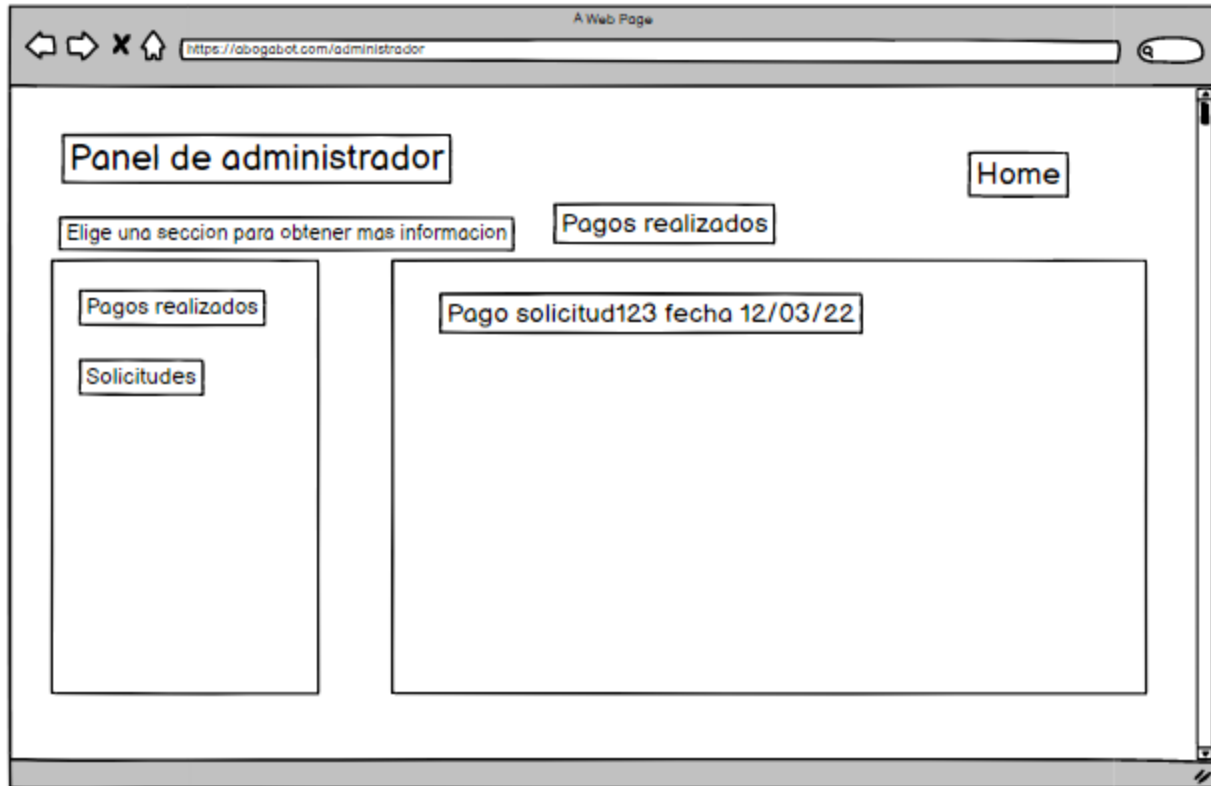 A Web Page
https://abogabot.com/administrador
Panel de administrador
Home
Elige una seccion para obtener mas informacion
Pagos realizados
Pagos realizados
Solicitudes
Pago solicitud123 fecha 12/03/22